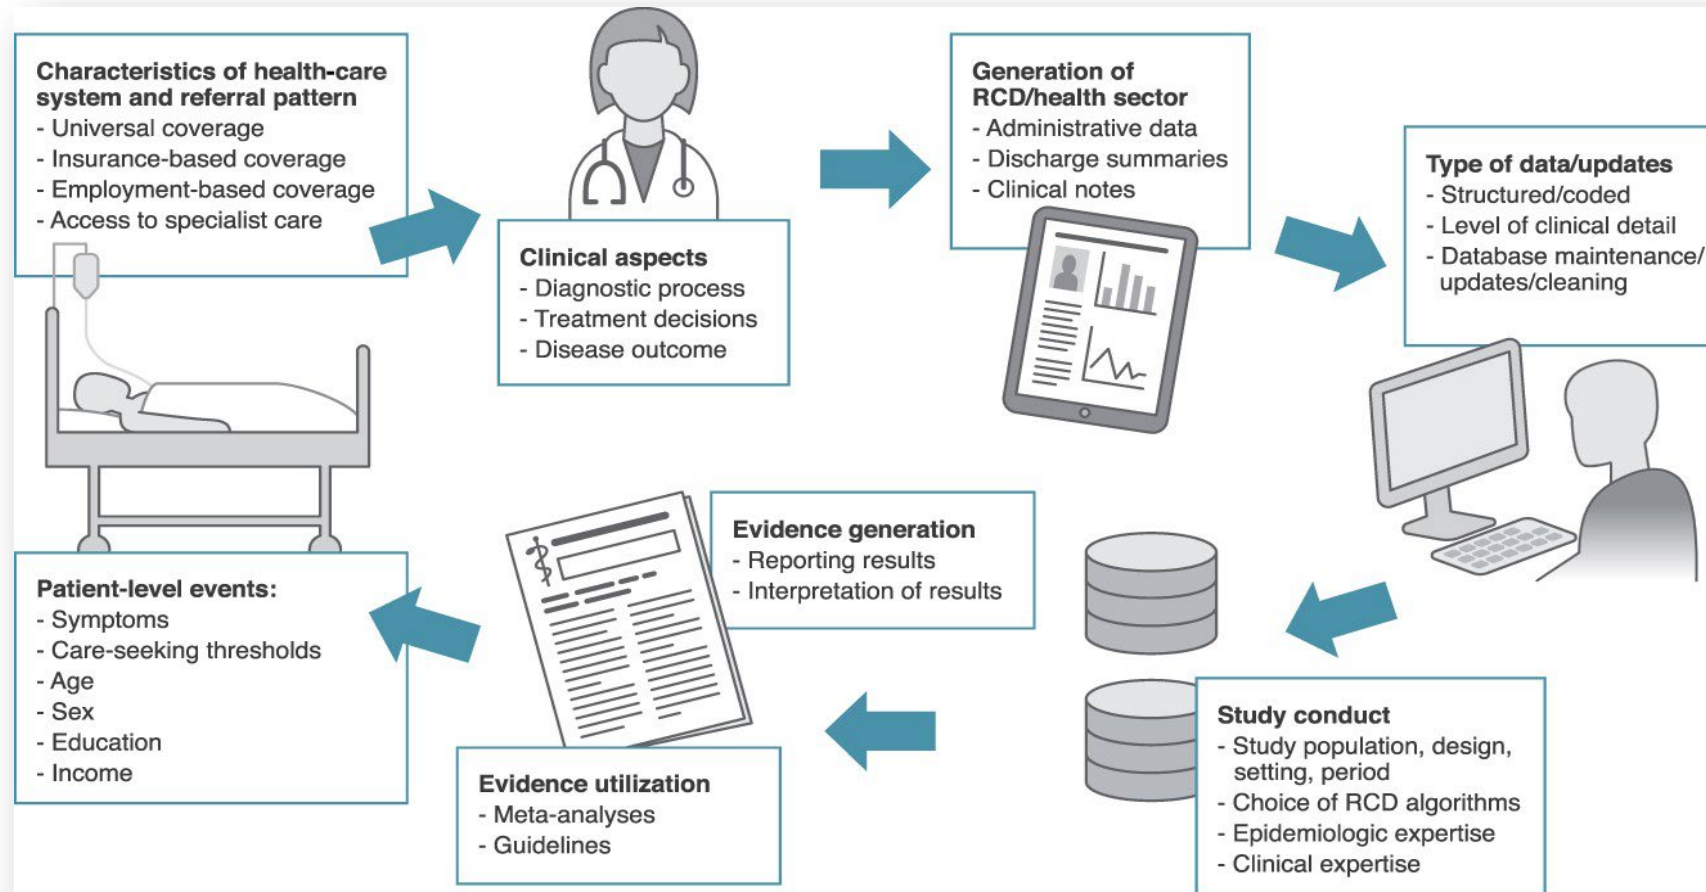 Characteristics of health-care
system and referral pattern
- Universal coverage
- Insurance-based coverage
- Employment-based coverage
- Access to specialist care
Clinical aspects
- Diagnostic process
- Treatment decisions
- Disease outcome
Generation of
RCD/health sector
- Administrative data
- Discharge summaries
- Clinical notes
Type of data/updates
- Structured/coded
- Level of clinical detail
- Database maintenance/
updates/cleaning
Study conduct
- Study population, design,
setting, period
- Choice of RCD algorithms
- Epidemiologic expertise
- Clinical expertise
Evidence generation
- Reporting results
- Interpretation of results
Evidence utilization
- Meta-analyses
- Guidelines
Patient-level events:
- Symptoms
- Care-seeking thresholds
- Age
- Sex
- Education
- Income